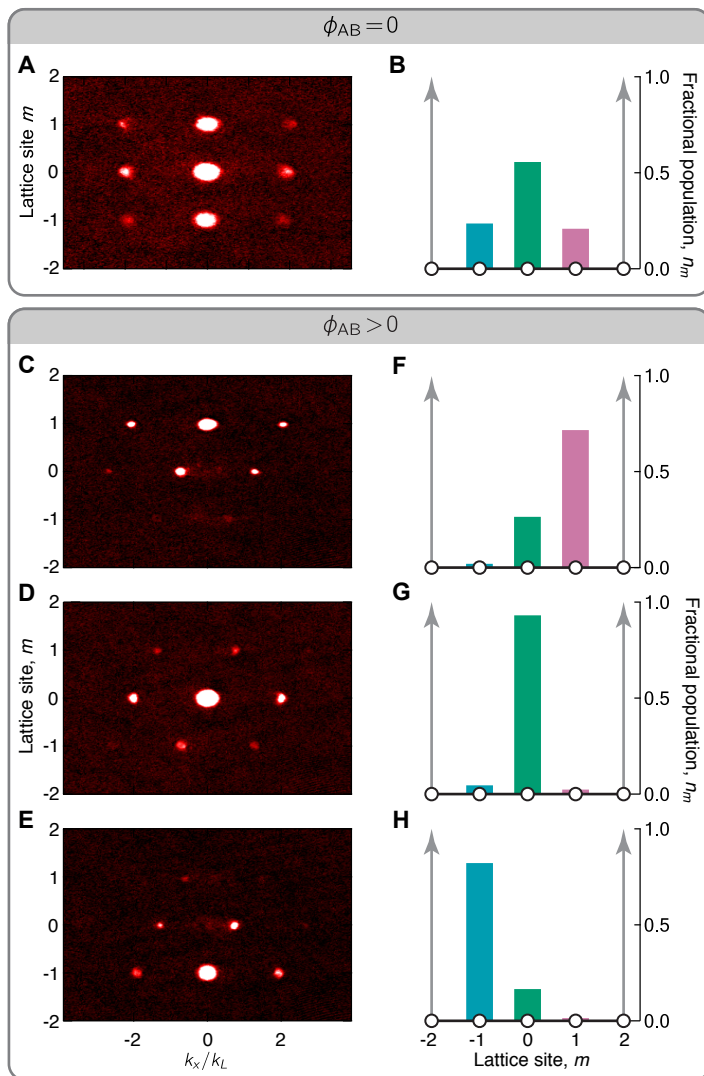 ϕAB = 0
A
B
2
1
0
-1
-2
Lattice site m
1.0
0.5
0.0
Fractional population, nm
ϕAB > 0
C
F
2
1
0
-1
-2
1.0
0.5
0.0
D
G
2
1
0
-1
-2
Lattice site, m
1.0
0.5
0.0
Fractional population, nm
E
H
2
1
0
-1
-2
1.0
0.5
0.0
-2 0 2
kx/kL
-2 -1 0 1 2
Lattice site, m